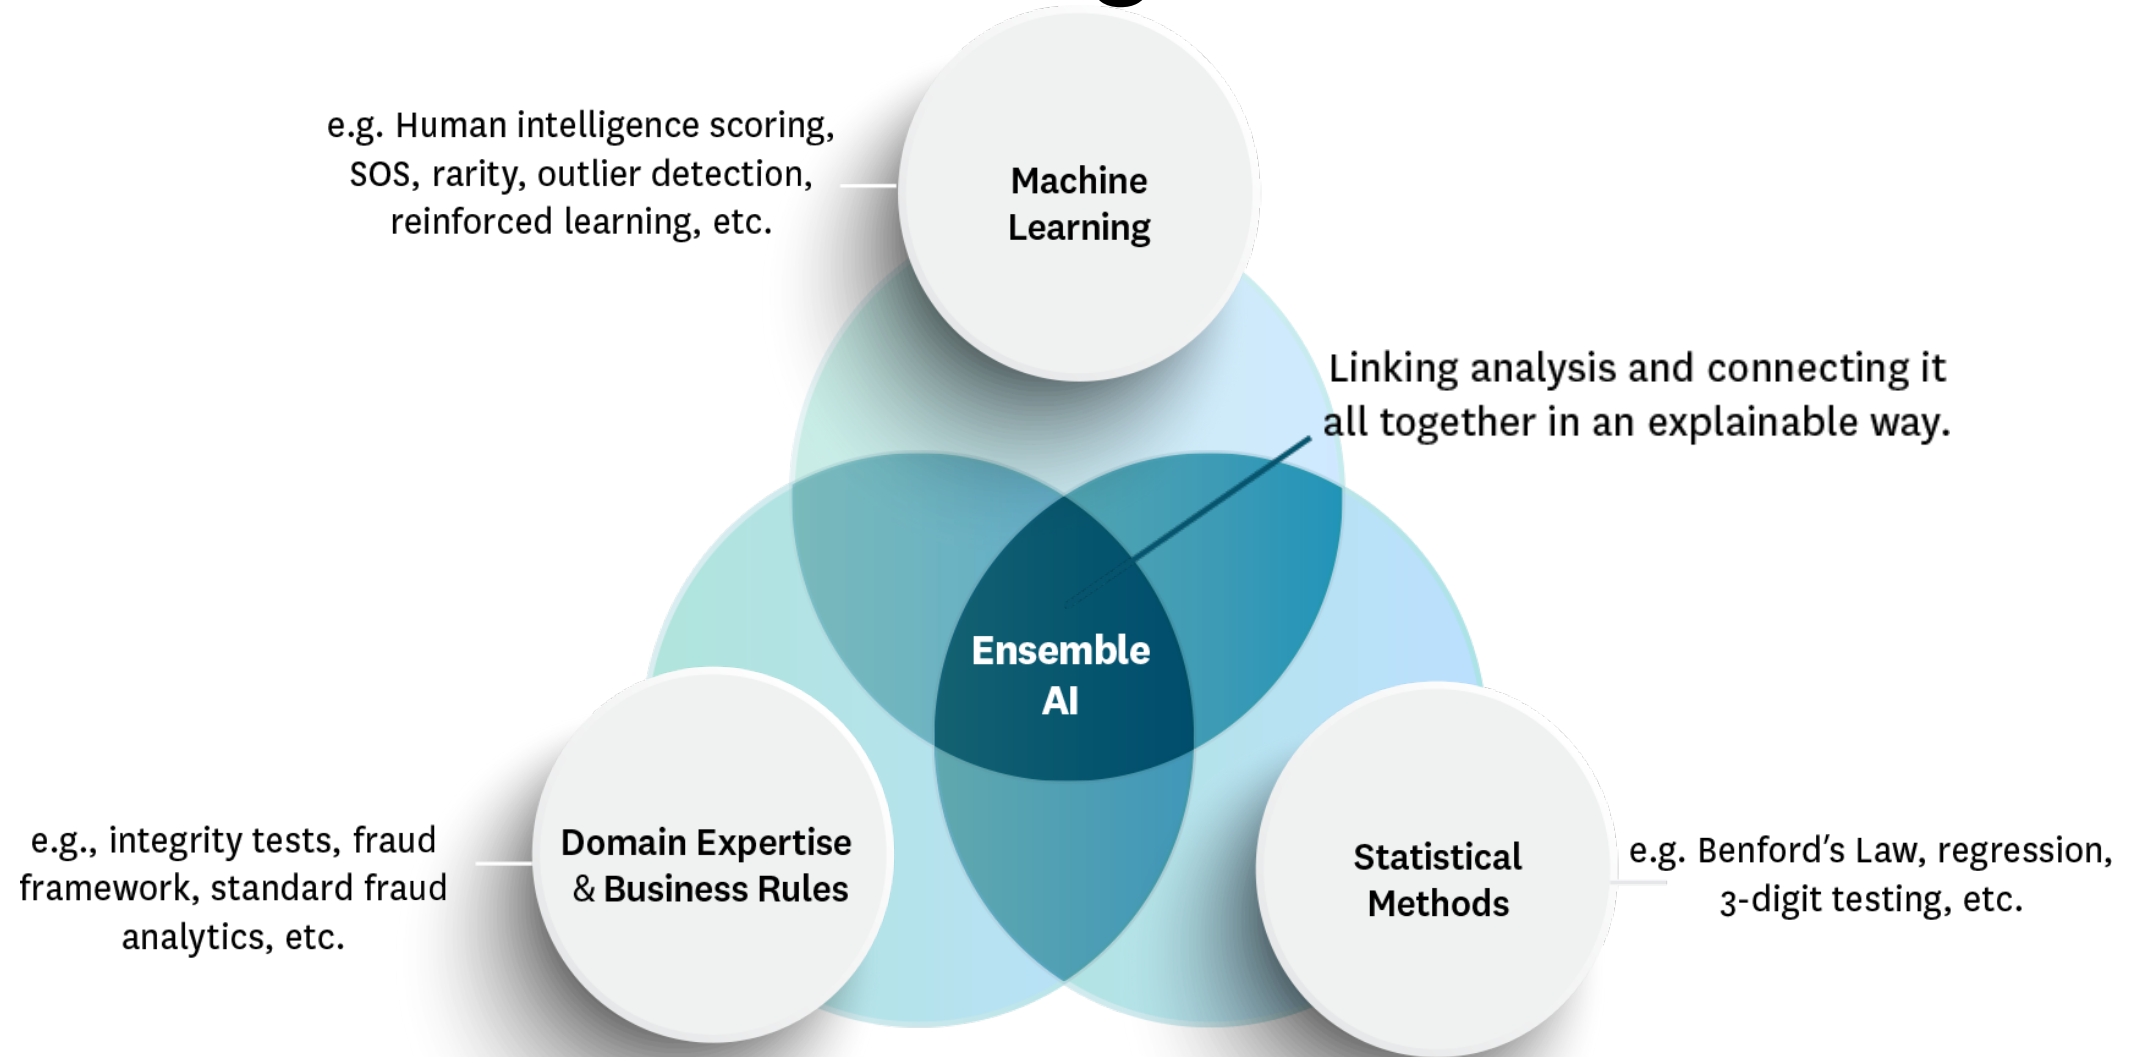 e.g. Human intelligence scoring,
SOS, rarity, outlier detection,
reinforced learning, etc.
Machine
Learning
Linking analysis and connecting it
all together in an explainable way.
Ensemble
AI
e.g., integrity tests, fraud
framework, standard fraud
analytics, etc.
Domain Expertise
& Business Rules
Statistical
Methods
e.g. Benford’s Law, regression,
3-digit testing, etc.